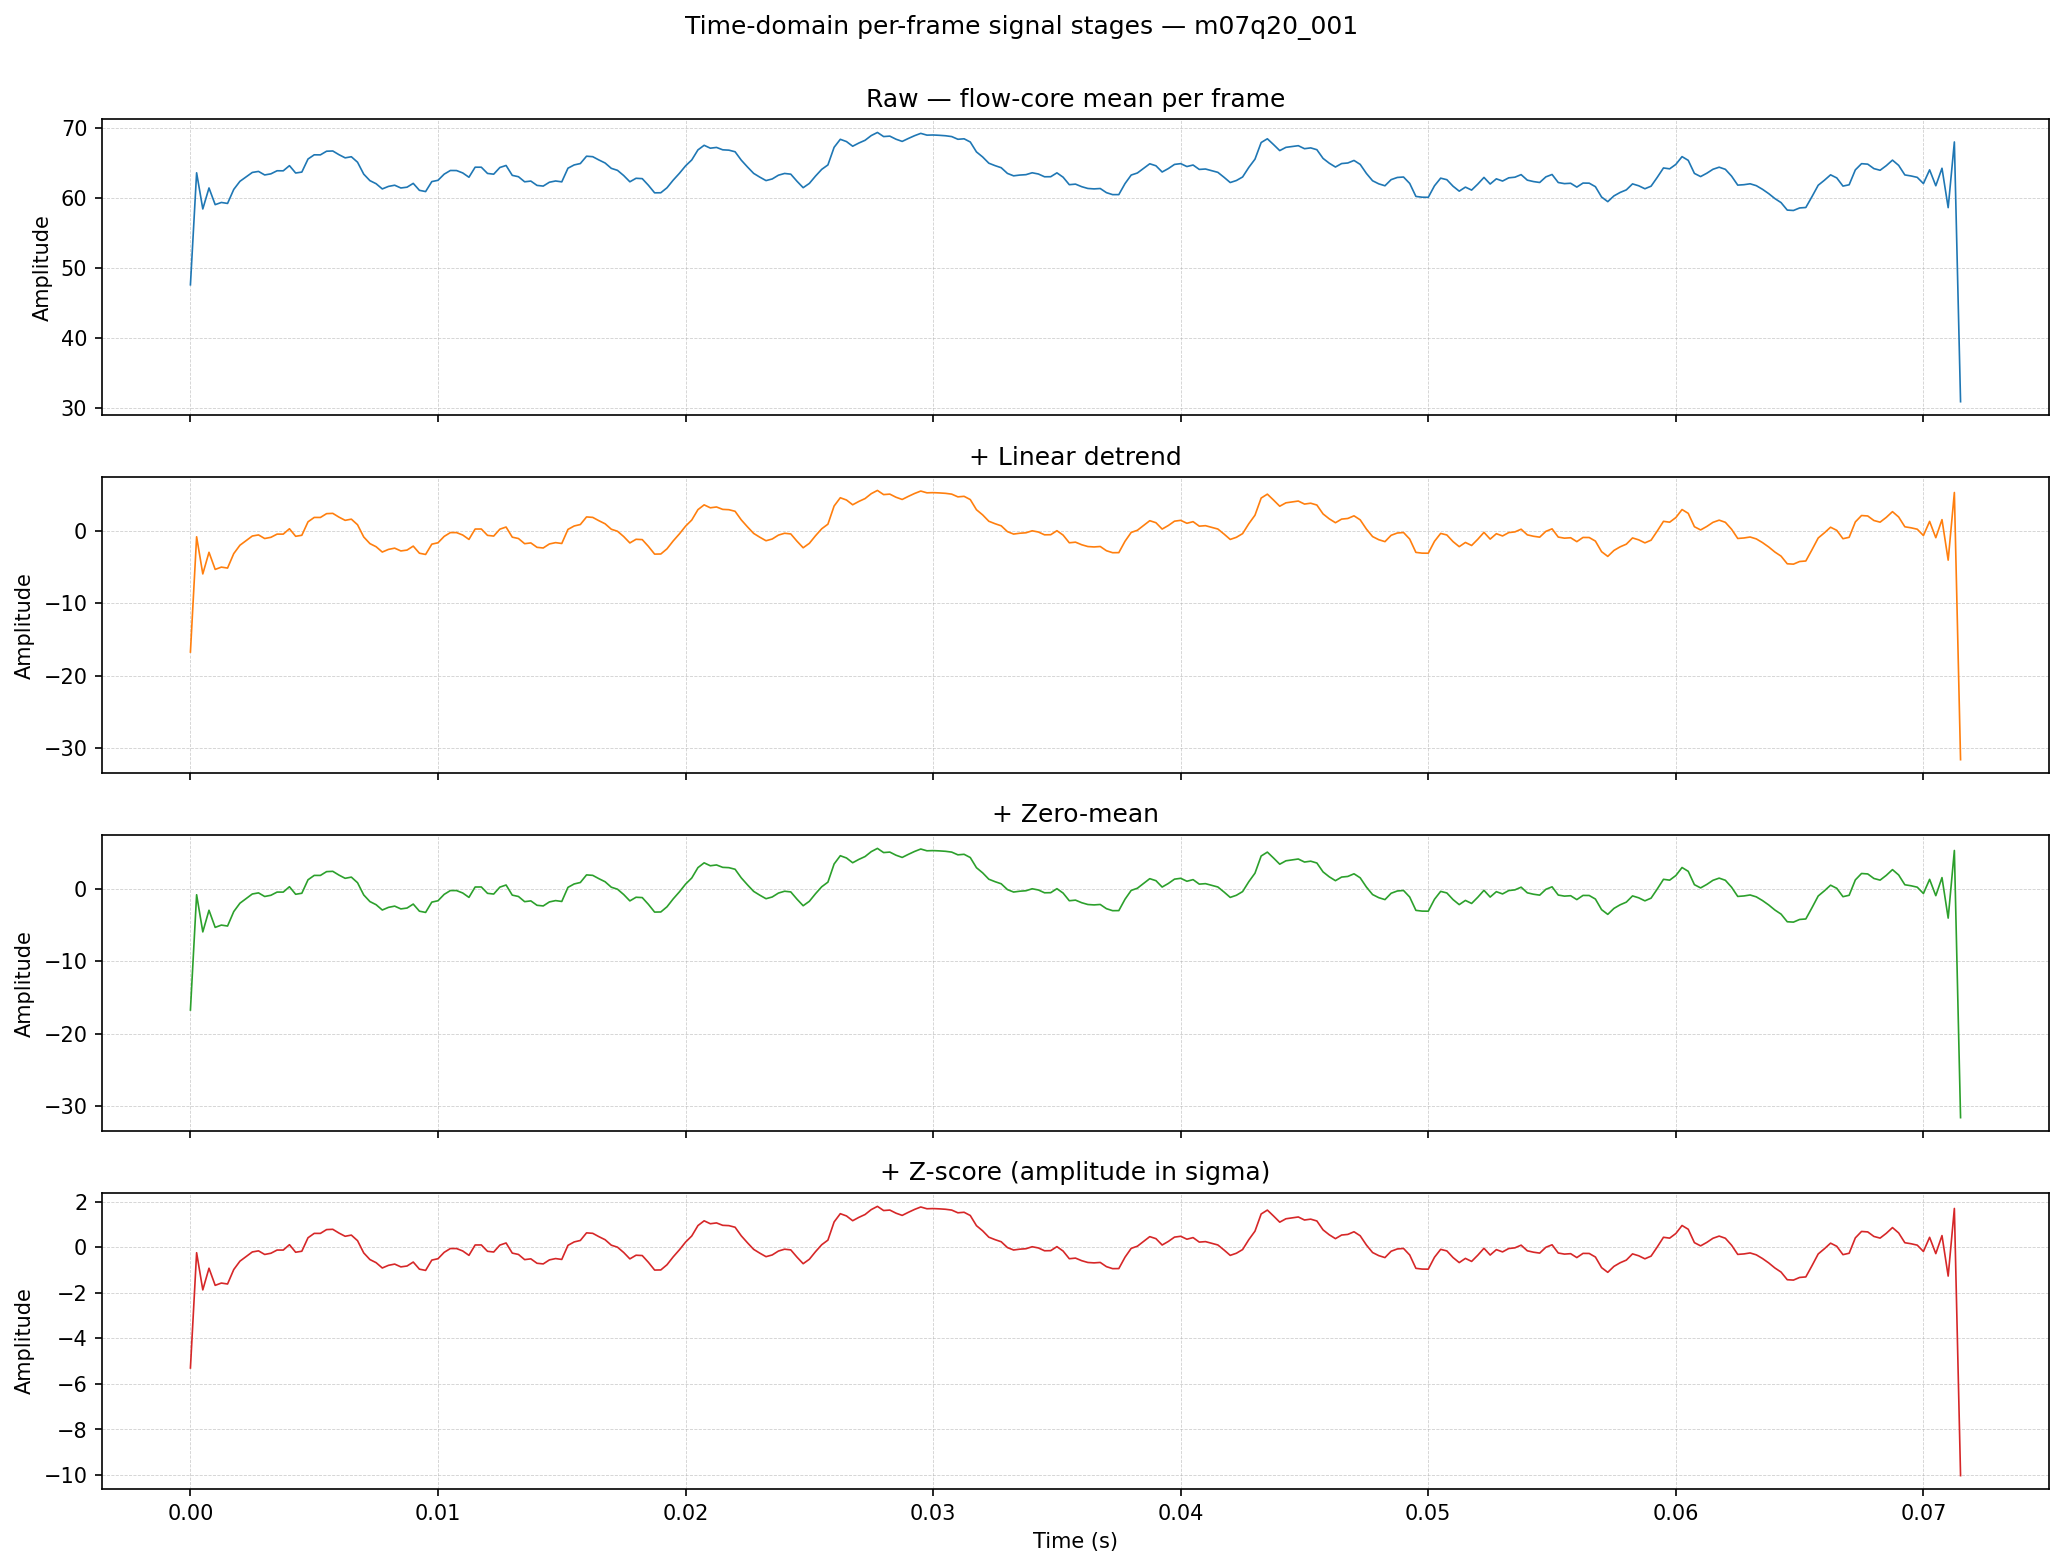 Time-domain per-frame signal stages — m07q20_001
Raw — flow-core mean per frame
70
60
50
40
30
Amplitude
+ Linear detrend
0
−10
−20
−30
Amplitude
+ Zero-mean
0
−10
−20
−30
Amplitude
+ Z-score (amplitude in sigma)
2
0
−2
−4
−6
−8
−10
Amplitude
0.00 0.01 0.02 0.03 0.04 0.05 0.06 0.07
Time (s)